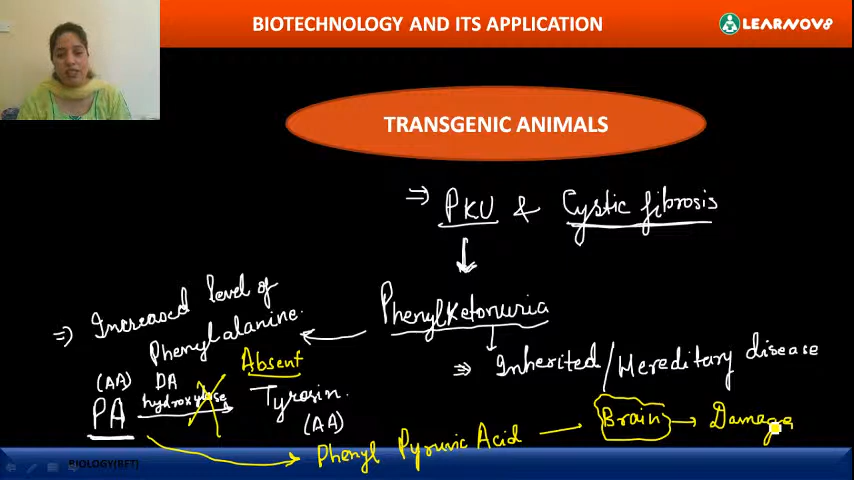 BIOTECHNOLOGY AND ITS APPLICATION
LEARNOV8
TRANSGENIC ANIMALS
⇒ PKU & Cystic fibrosis
Phenylketonuria
⇒ Increased level of
Phenylalanine.
⇒ Inherited/Hereditary disease
Absent
(AA) PA
hydroxylase
PA Tyrosin.
(AA)
Phenyl Pyruvic Acid — Brain → Damage
BIOLOGY(BFT)